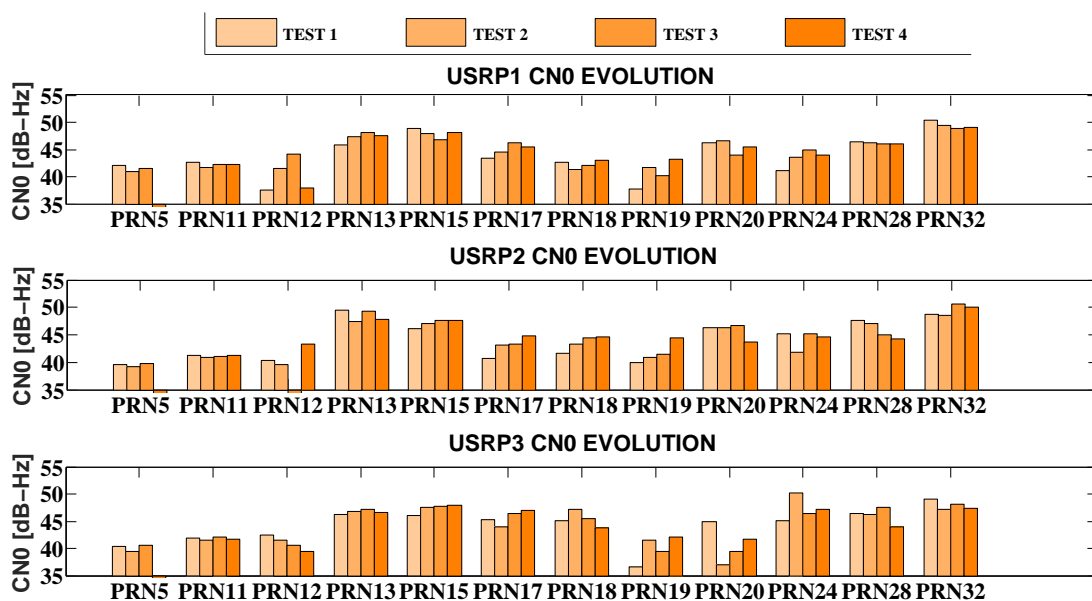 TEST 1 TEST 2 TEST 3 TEST 4
USRP1 CN0 EVOLUTION
CN0 [dB−Hz]
55
50
45
40
35
PRN5 PRN11 PRN12 PRN13 PRN15 PRN17 PRN18 PRN19 PRN20 PRN24 PRN28 PRN32
USRP2 CN0 EVOLUTION
CN0 [dB−Hz]
55
50
45
40
35
PRN5 PRN11 PRN12 PRN13 PRN15 PRN17 PRN18 PRN19 PRN20 PRN24 PRN28 PRN32
USRP3 CN0 EVOLUTION
CN0 [dB−Hz]
55
50
45
40
35
PRN5 PRN11 PRN12 PRN13 PRN15 PRN17 PRN18 PRN19 PRN20 PRN24 PRN28 PRN32